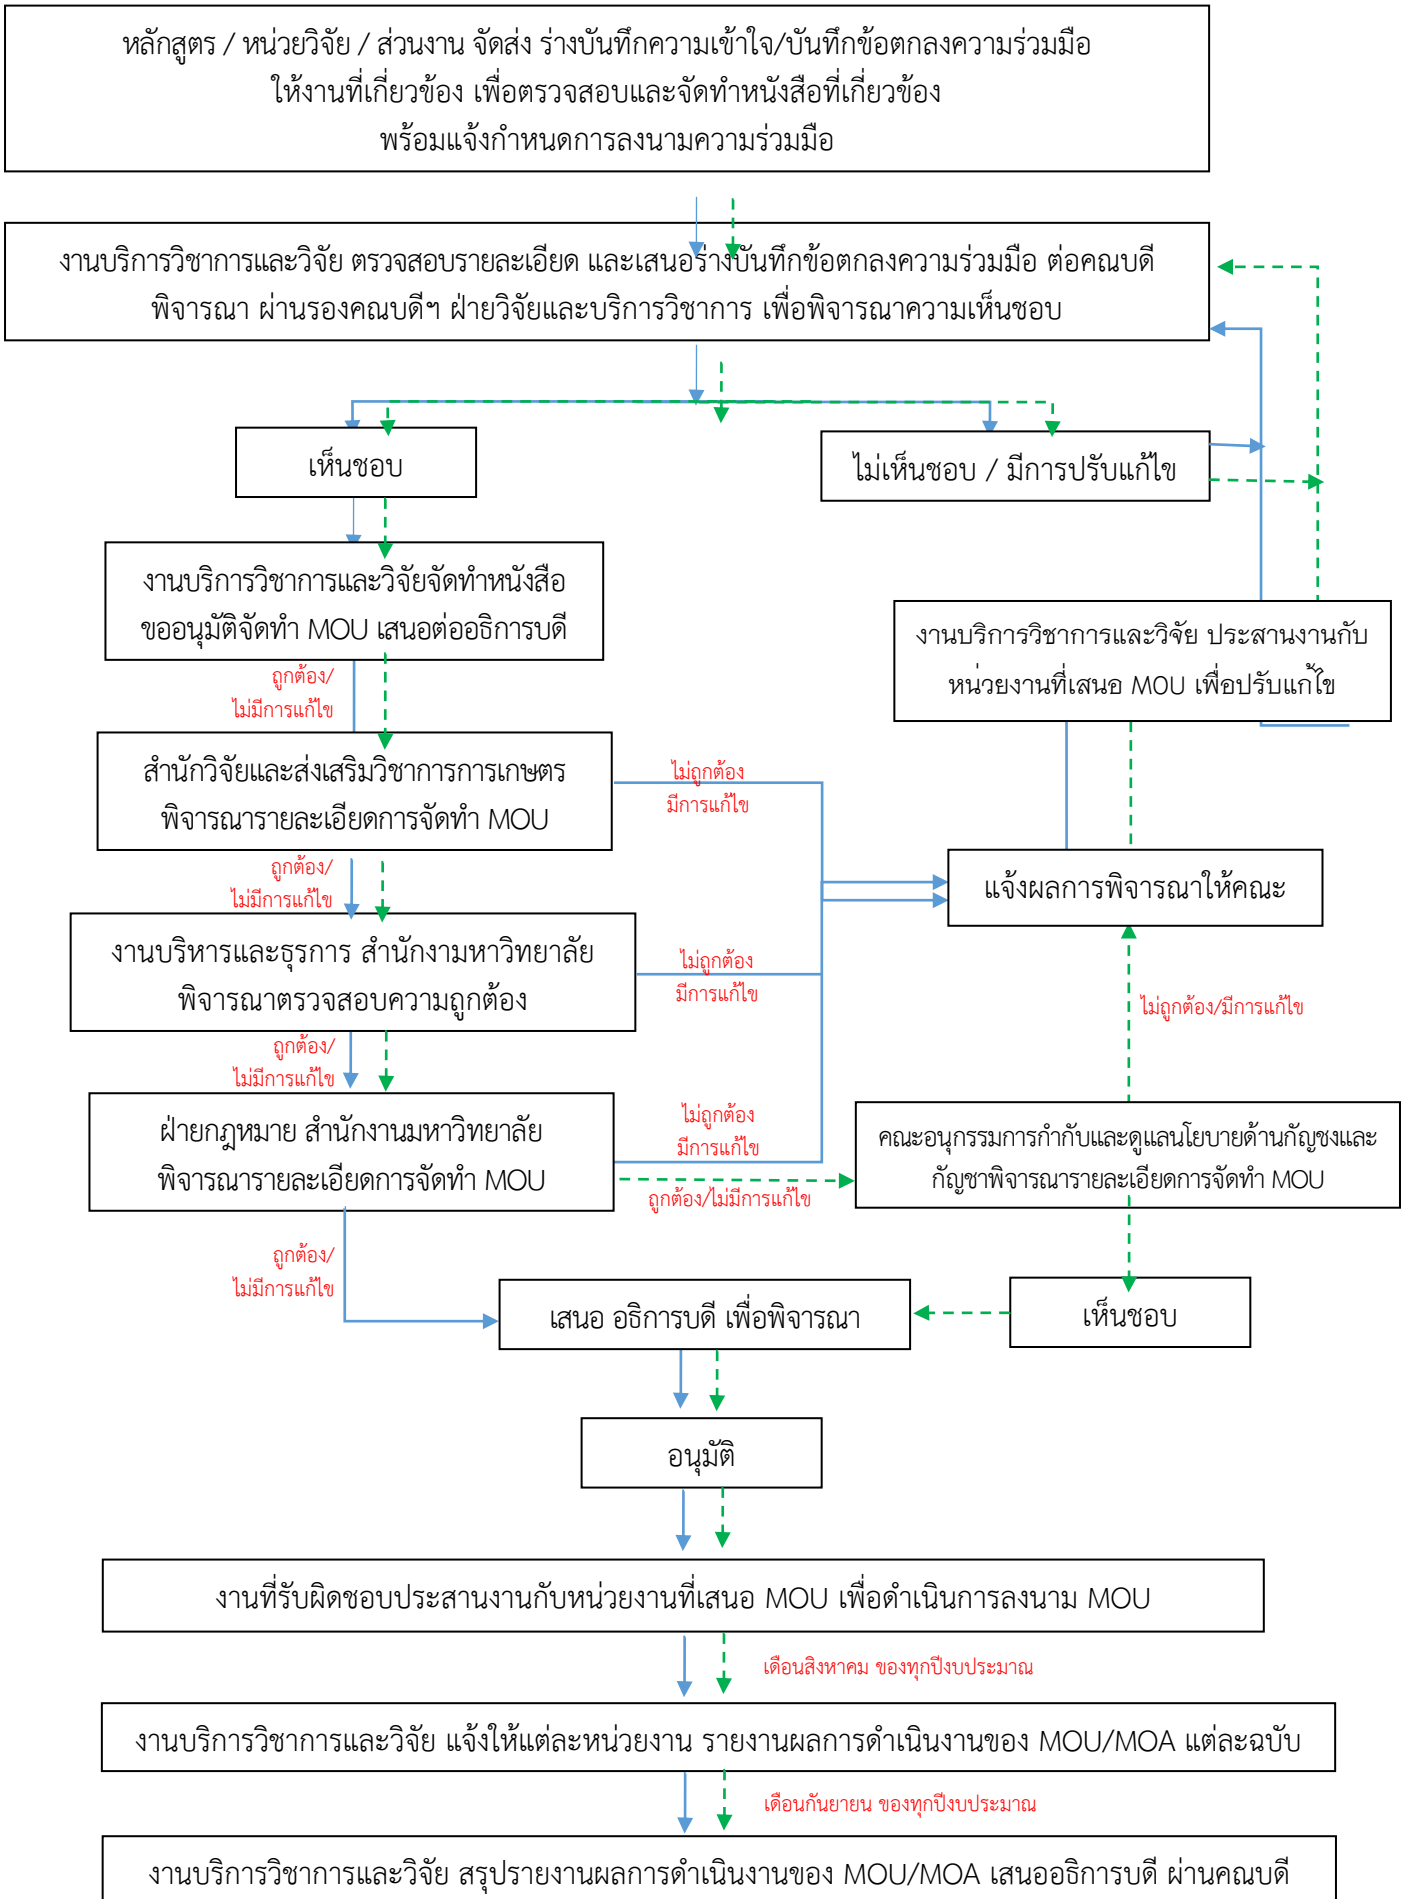 หลักสูตร / หน่วยวิจัย / ส่วนงาน จัดส่ง ร่างบันทึกความเข้าใจ/บันทึกข้อตกลงความร่วมมือ
ให้งานที่เกี่ยวข้อง เพื่อตรวจสอบและจัดทำหนังสือที่เกี่ยวข้อง
พร้อมแจ้งกำหนดการลงนามความร่วมมือ
งานบริการวิชาการและวิจัย ตรวจสอบรายละเอียด และเสนอร่างบันทึกข้อตกลงความร่วมมือ ต่อคณบดี
พิจารณา ผ่านรองคณบดีฯ ฝ่ายวิจัยและบริการวิชาการ เพื่อพิจารณาความเห็นชอบ
เห็นชอบ
ไม่เห็นชอบ / มีการปรับแก้ไข
งานบริการวิชาการและวิจัยจัดทำหนังสือ
ขออนุมัติจัดทำ MOU เสนอต่ออธิการบดี
งานบริการวิชาการและวิจัย ประสานงานกับ
หน่วยงานที่เสนอ MOU เพื่อปรับแก้ไข
ถูกต้อง/
ไม่มีการแก้ไข
สำนักวิจัยและส่งเสริมวิชาการการเกษตร
พิจารณารายละเอียดการจัดทำ MOU
ไม่ถูกต้อง
มีการแก้ไข
ถูกต้อง/
ไม่มีการแก้ไข
แจ้งผลการพิจารณาให้คณะ
งานบริหารและธุรการ สำนักงามหาวิทยาลัย
พิจารณาตรวจสอบความถูกต้อง
ไม่ถูกต้อง
มีการแก้ไข
ไม่ถูกต้อง/มีการแก้ไข
ถูกต้อง/
ไม่มีการแก้ไข
ฝ่ายกฎหมาย สำนักงานมหาวิทยาลัย
พิจารณารายละเอียดการจัดทำ MOU
ไม่ถูกต้อง
มีการแก้ไข
ถูกต้อง/ไม่มีการแก้ไข
คณะอนุกรรมการกำกับและดูแลนโยบายด้านกัญชงและ
กัญชาพิจารณารายละเอียดการจัดทำ MOU
ถูกต้อง/
ไม่มีการแก้ไข
เสนอ อธิการบดี เพื่อพิจารณา
เห็นชอบ
อนุมัติ
งานที่รับผิดชอบประสานงานกับหน่วยงานที่เสนอ MOU เพื่อดำเนินการลงนาม MOU
เดือนสิงหาคม ของทุกปีงบประมาณ
งานบริการวิชาการและวิจัย แจ้งให้แต่ละหน่วยงาน รายงานผลการดำเนินงานของ MOU/MOA แต่ละฉบับ
เดือนกันยายน ของทุกปีงบประมาณ
งานบริการวิชาการและวิจัย สรุปรายงานผลการดำเนินงานของ MOU/MOA เสนออธิการบดี ผ่านคณบดี